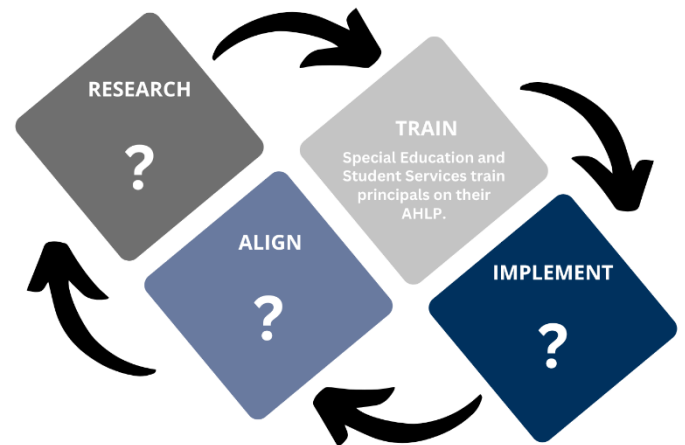 RESEARCH
?
TRAIN
Special Education and
Student Services train
principals on their
AHLP.
ALIGN
?
IMPLEMENT
?